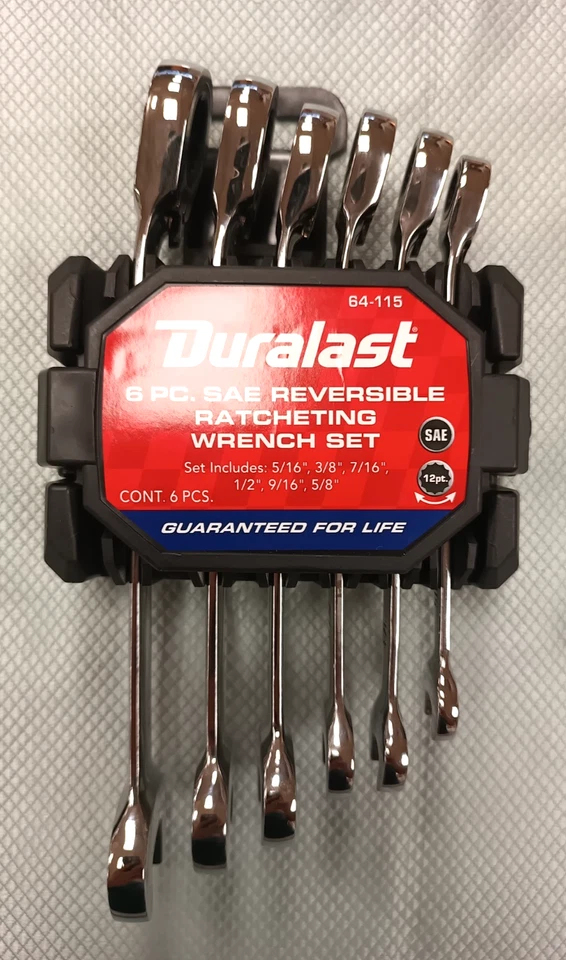 64-115
Duralast®
6 PC. SAE REVERSIBLE
RATCHETING
WRENCH SET
SAE
Set Includes: 5/16", 3/8", 7/16",
1/2", 9/16", 5/8"
12pt.
CONT. 6 PCS.
GUARANTEED FOR LIFE